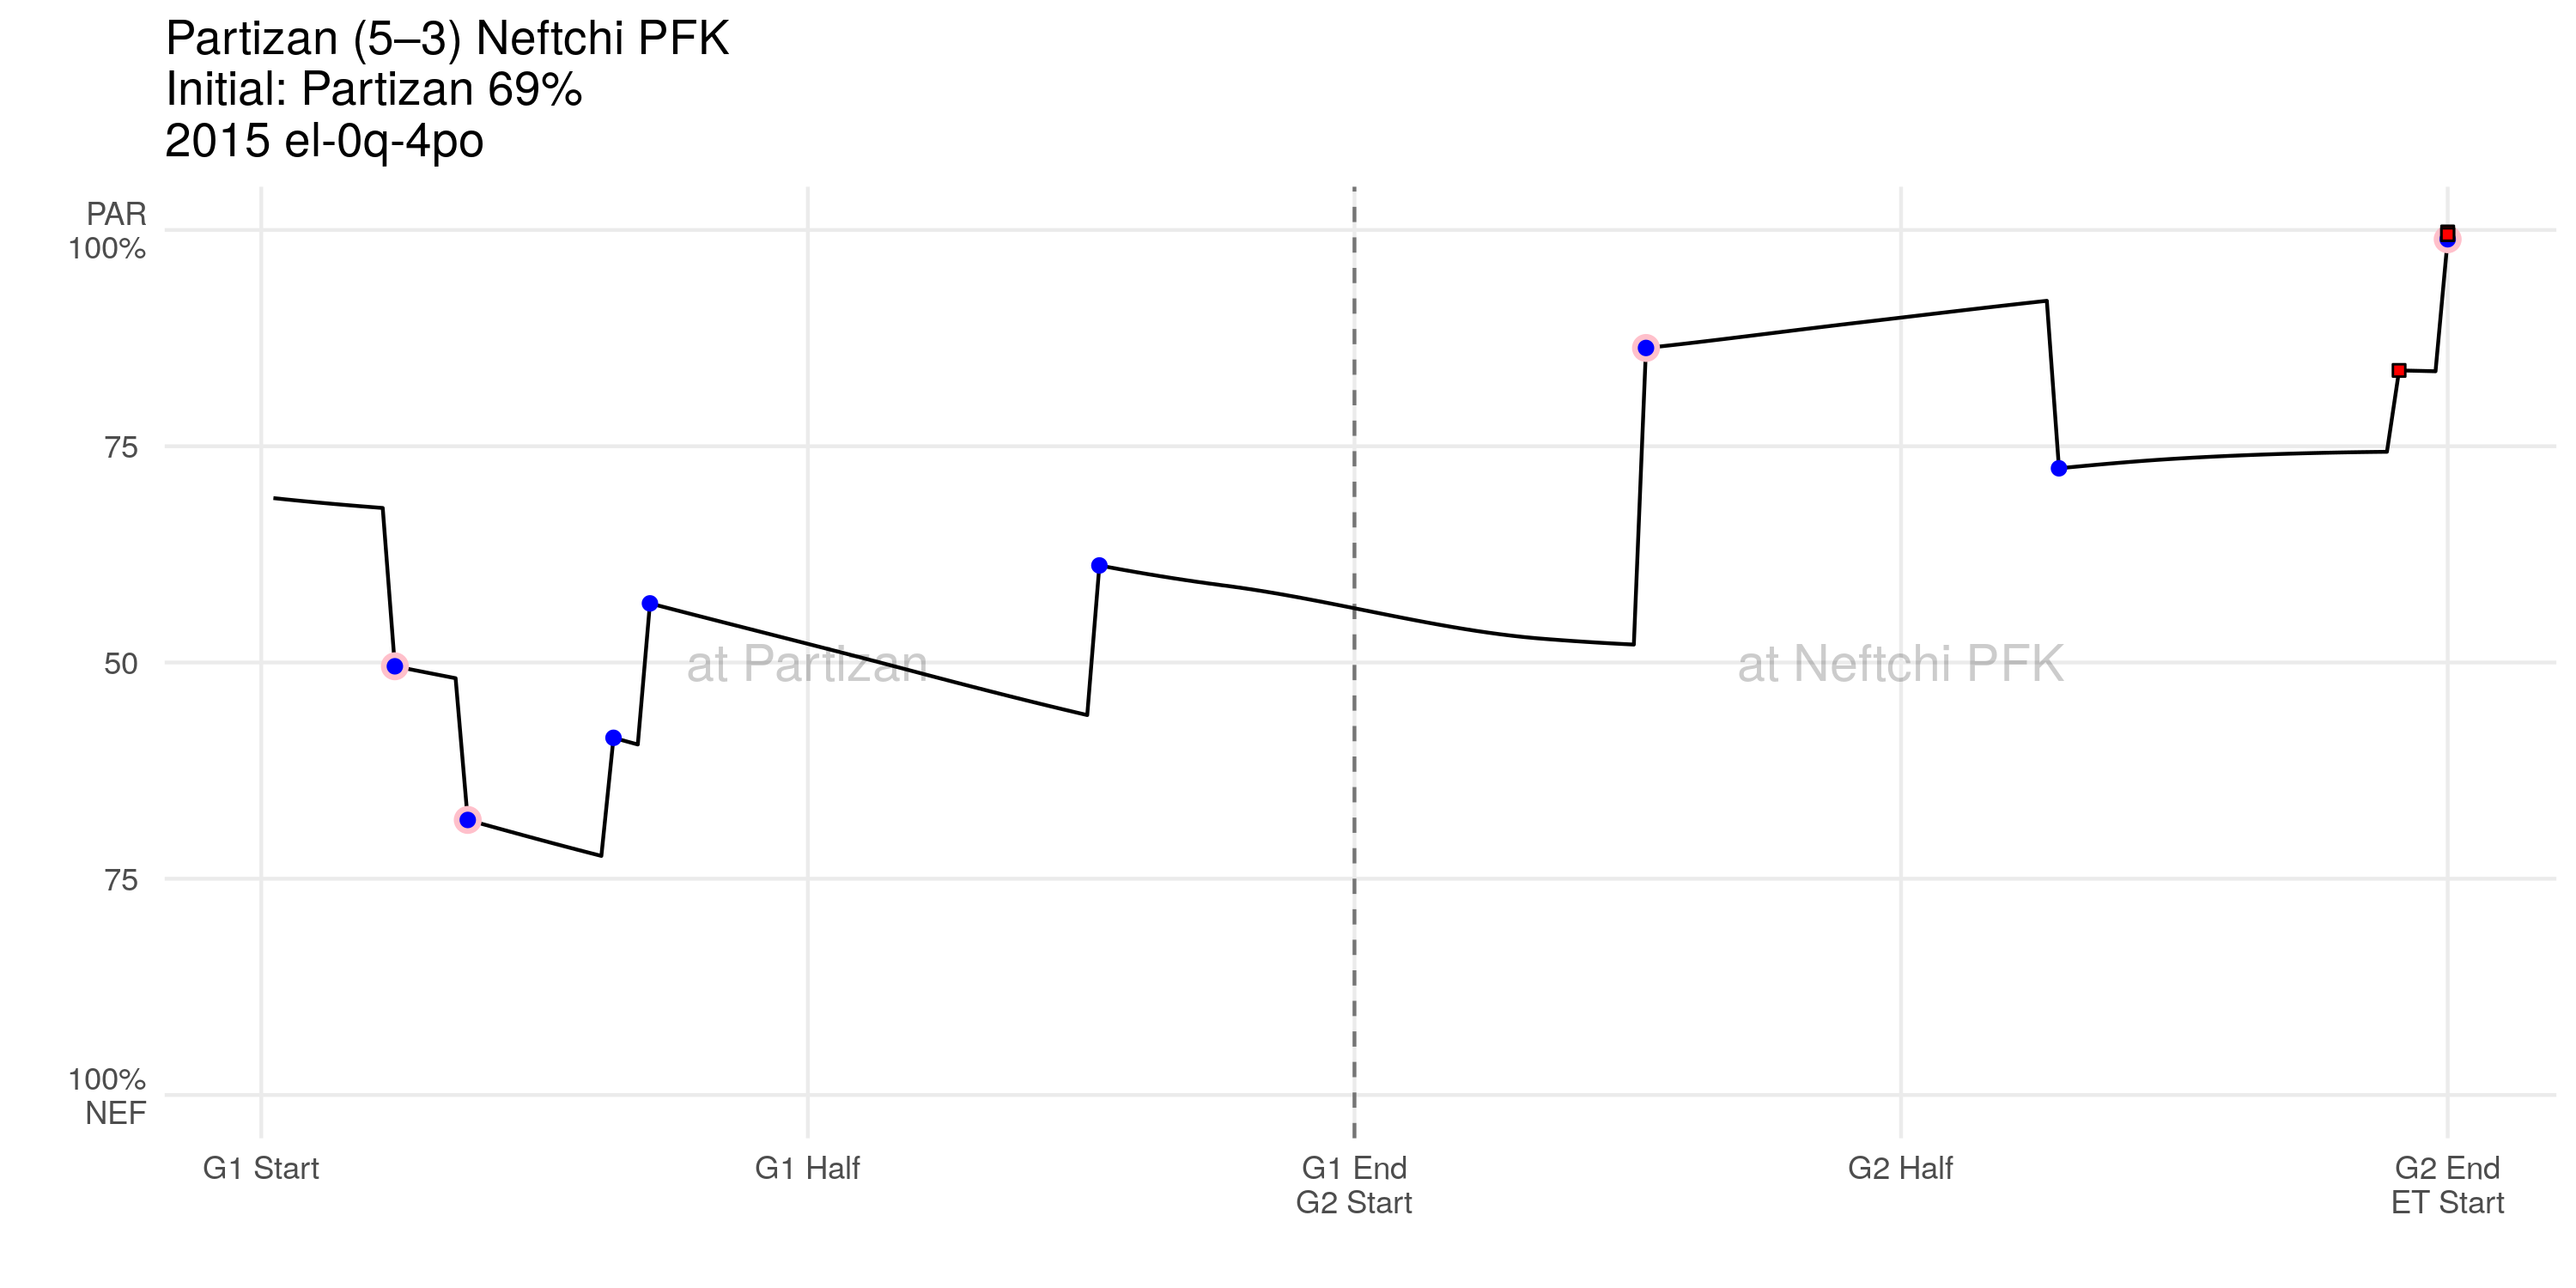 Partizan (5–3) Neftchi PFK
Initial: Partizan 69%
2015 el-0q-4po
PAR
100%
75
50
75
100%
NEF
at Partizan
at Neftchi PFK
G1 Start
G1 Half
G1 End
G2 Start
G2 Half
G2 End
ET Start